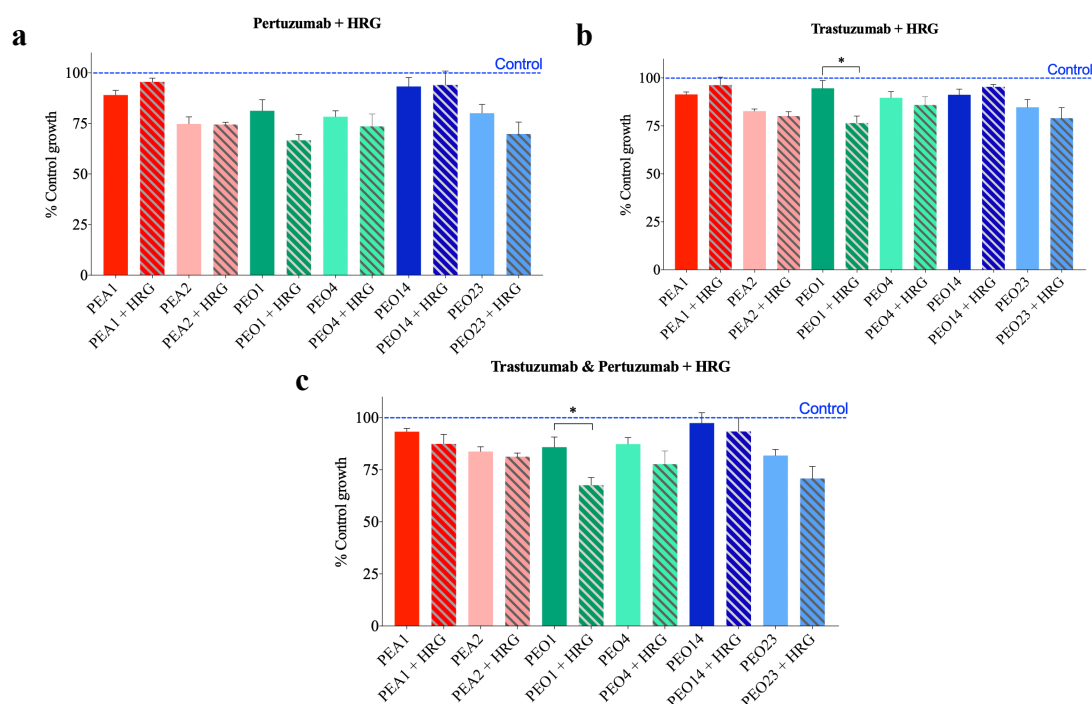 a
Pertuzumab + HRG
% Control growth
100
75
50
25
0
Control
PEA1
PEA1 + HRG
PEA2
PEA2 + HRG
PEO1
PEO1 + HRG
PEO4
PEO4 + HRG
PEO14
PEO14 + HRG
PEO23
PEO23 + HRG
b
Trastuzumab + HRG
% Control growth
100
75
50
25
0
*
Control
PEA1
PEA1 + HRG
PEA2
PEA2 + HRG
PEO1
PEO1 + HRG
PEO4
PEO4 + HRG
PEO14
PEO14 + HRG
PEO23
PEO23 + HRG
c
Trastuzumab & Pertuzumab + HRG
% Control growth
100
75
50
25
0
*
Control
PEA1
PEA1 + HRG
PEA2
PEA2 + HRG
PEO1
PEO1 + HRG
PEO4
PEO4 + HRG
PEO14
PEO14 + HRG
PEO23
PEO23 + HRG